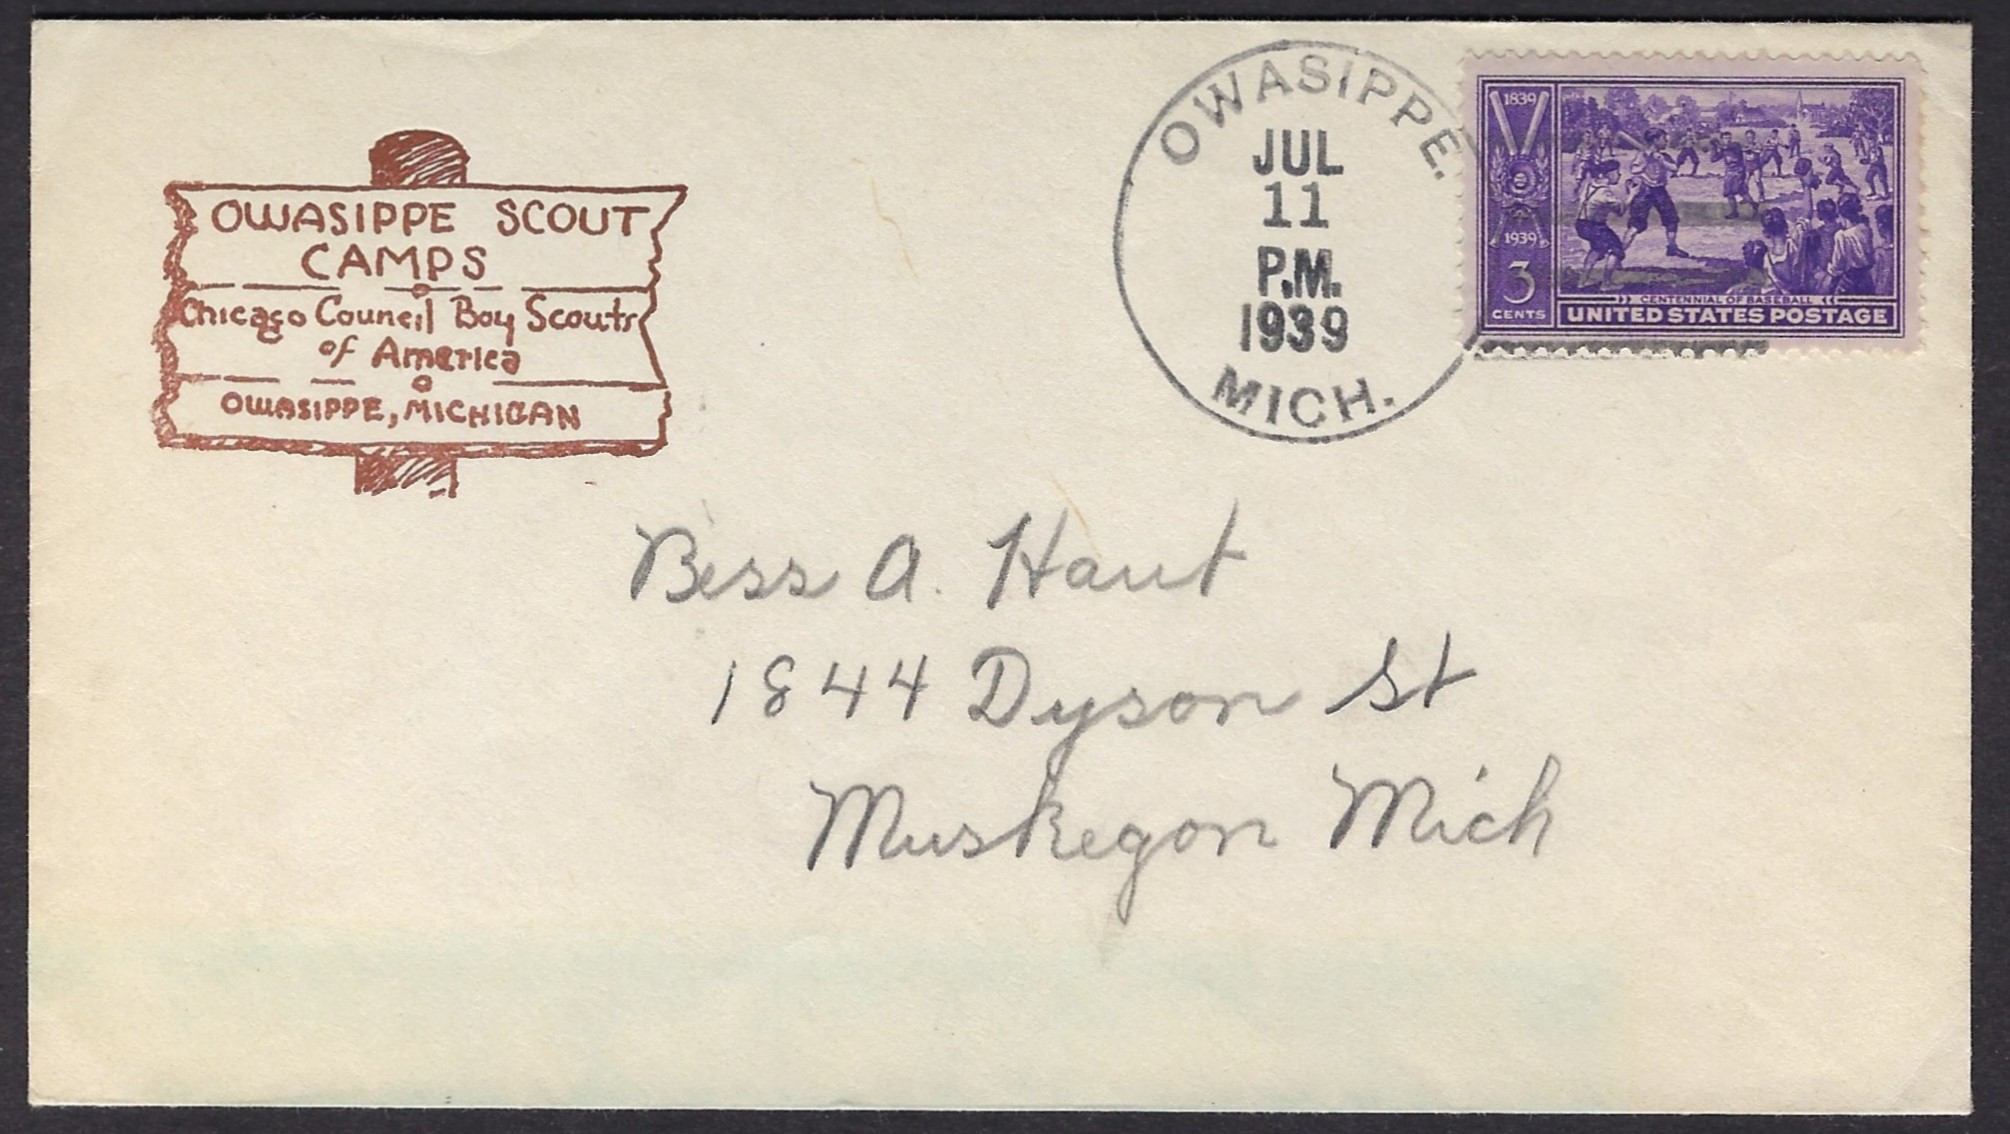 OWASIPPE SCOUT
CAMPS
Chicago Council Boy Scouts
of America
OWASIPPE, MICHIGAN
OWASIPPE.
JUL
11
P.M.
1939
MICH.
1839
1939
3
CENTS
CENTENNIAL OF BASEBALL
UNITED STATES POSTAGE
Bess A. Haut
1844 Dyson St
Muskegon Mich